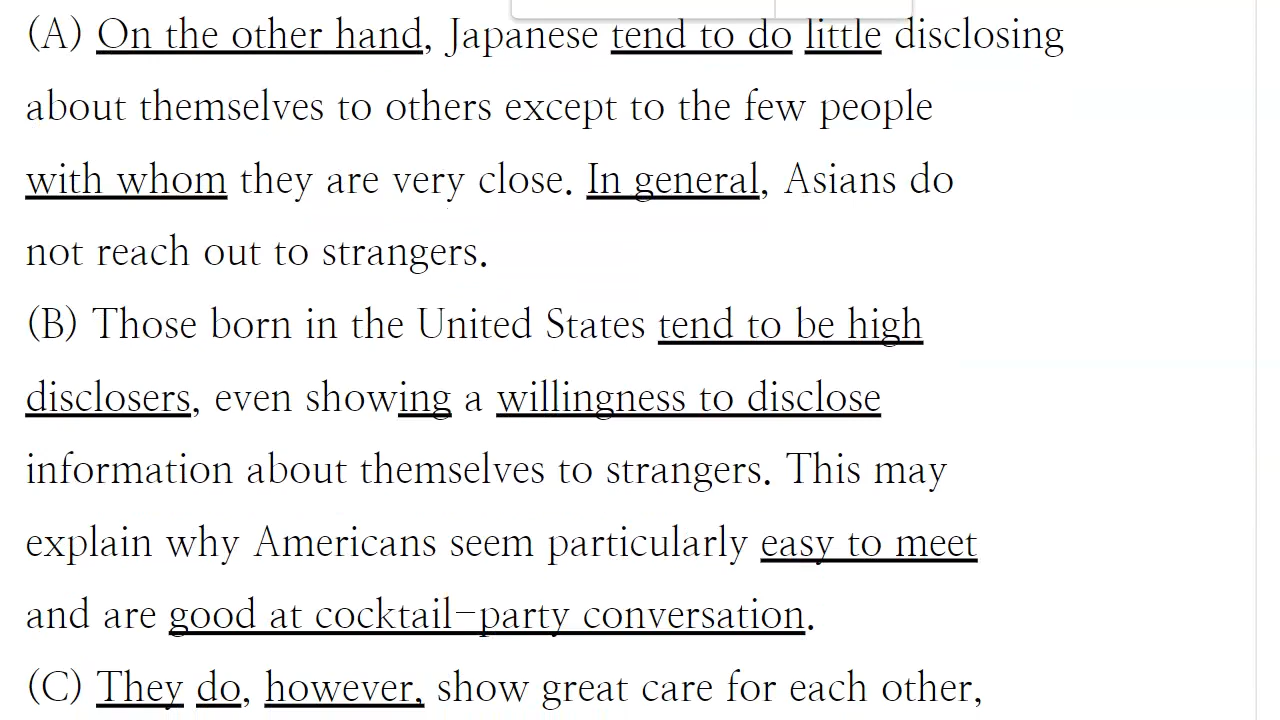 (A) On the other hand, Japanese tend to do little disclosing
about themselves to others except to the few people
with whom they are very close. In general, Asians do
not reach out to strangers.
(B) Those born in the United States tend to be high
disclosers, even showing a willingness to disclose
information about themselves to strangers. This may
explain why Americans seem particularly easy to meet
and are good at cocktail-party conversation.
(C) They do, however, show great care for each other,